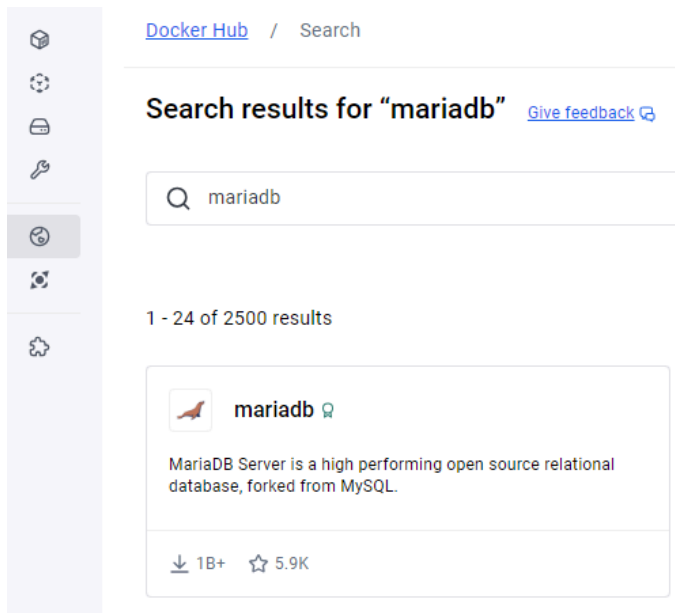 Docker Hub / Search
Search results for “mariadb” Give feedback
mariadb
1 - 24 of 2500 results
mariadb
MariaDB Server is a high performing open source relational
database, forked from MySQL.
1B+ 5.9K